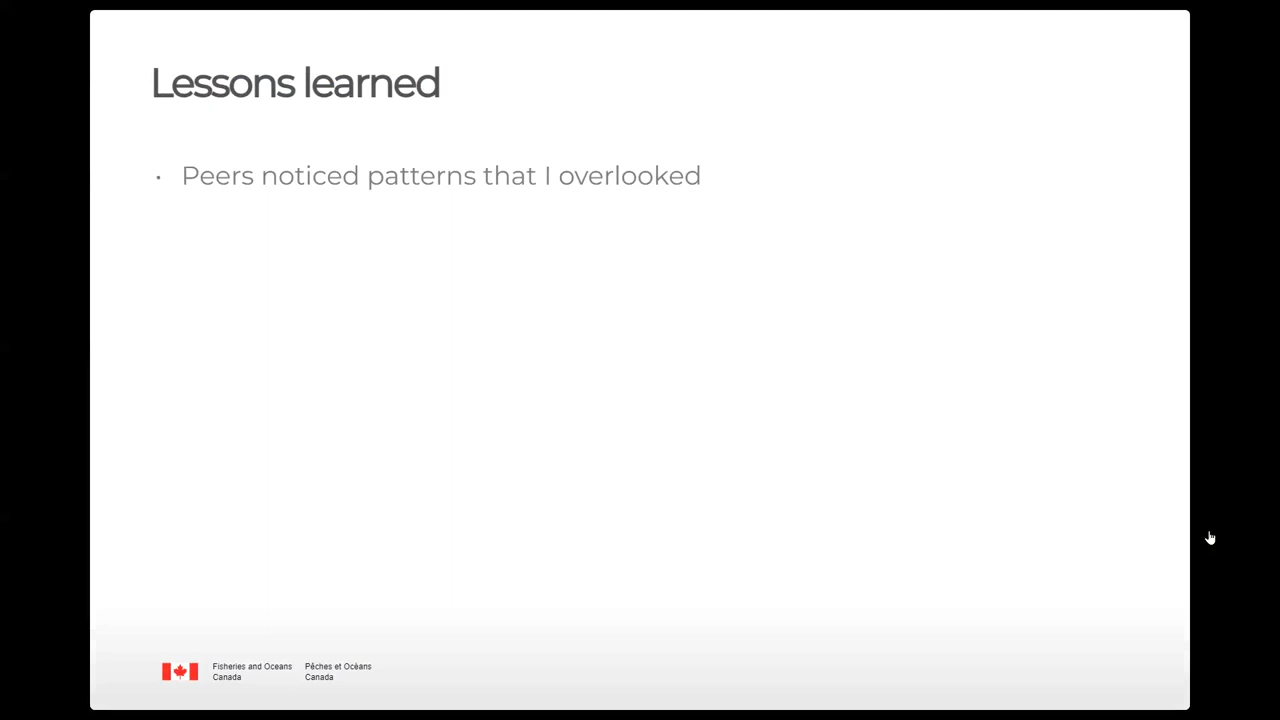 Lessons learned
· Peers noticed patterns that I overlooked
Fisheries and Oceans Pêches et Océans
Canada Canada